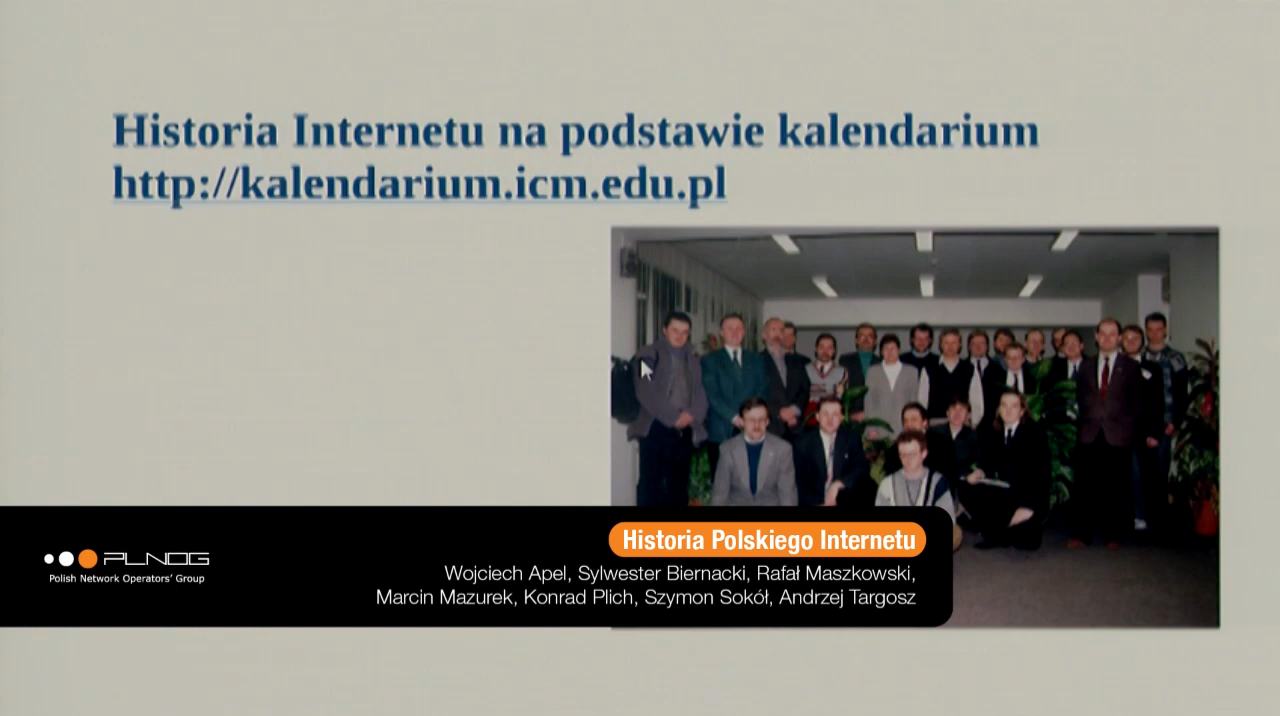 Historia Internetu na podstawie kalendarium
http://kalendarium.icm.edu.pl
Historia Polskiego Internetu
PLNOG
Polish Network Operators' Group
Wojciech Apel, Sylwester Biernacki, Rafał Maszkowski,
Marcin Mazurek, Konrad Plich, Szymon Sokół, Andrzej Targosz